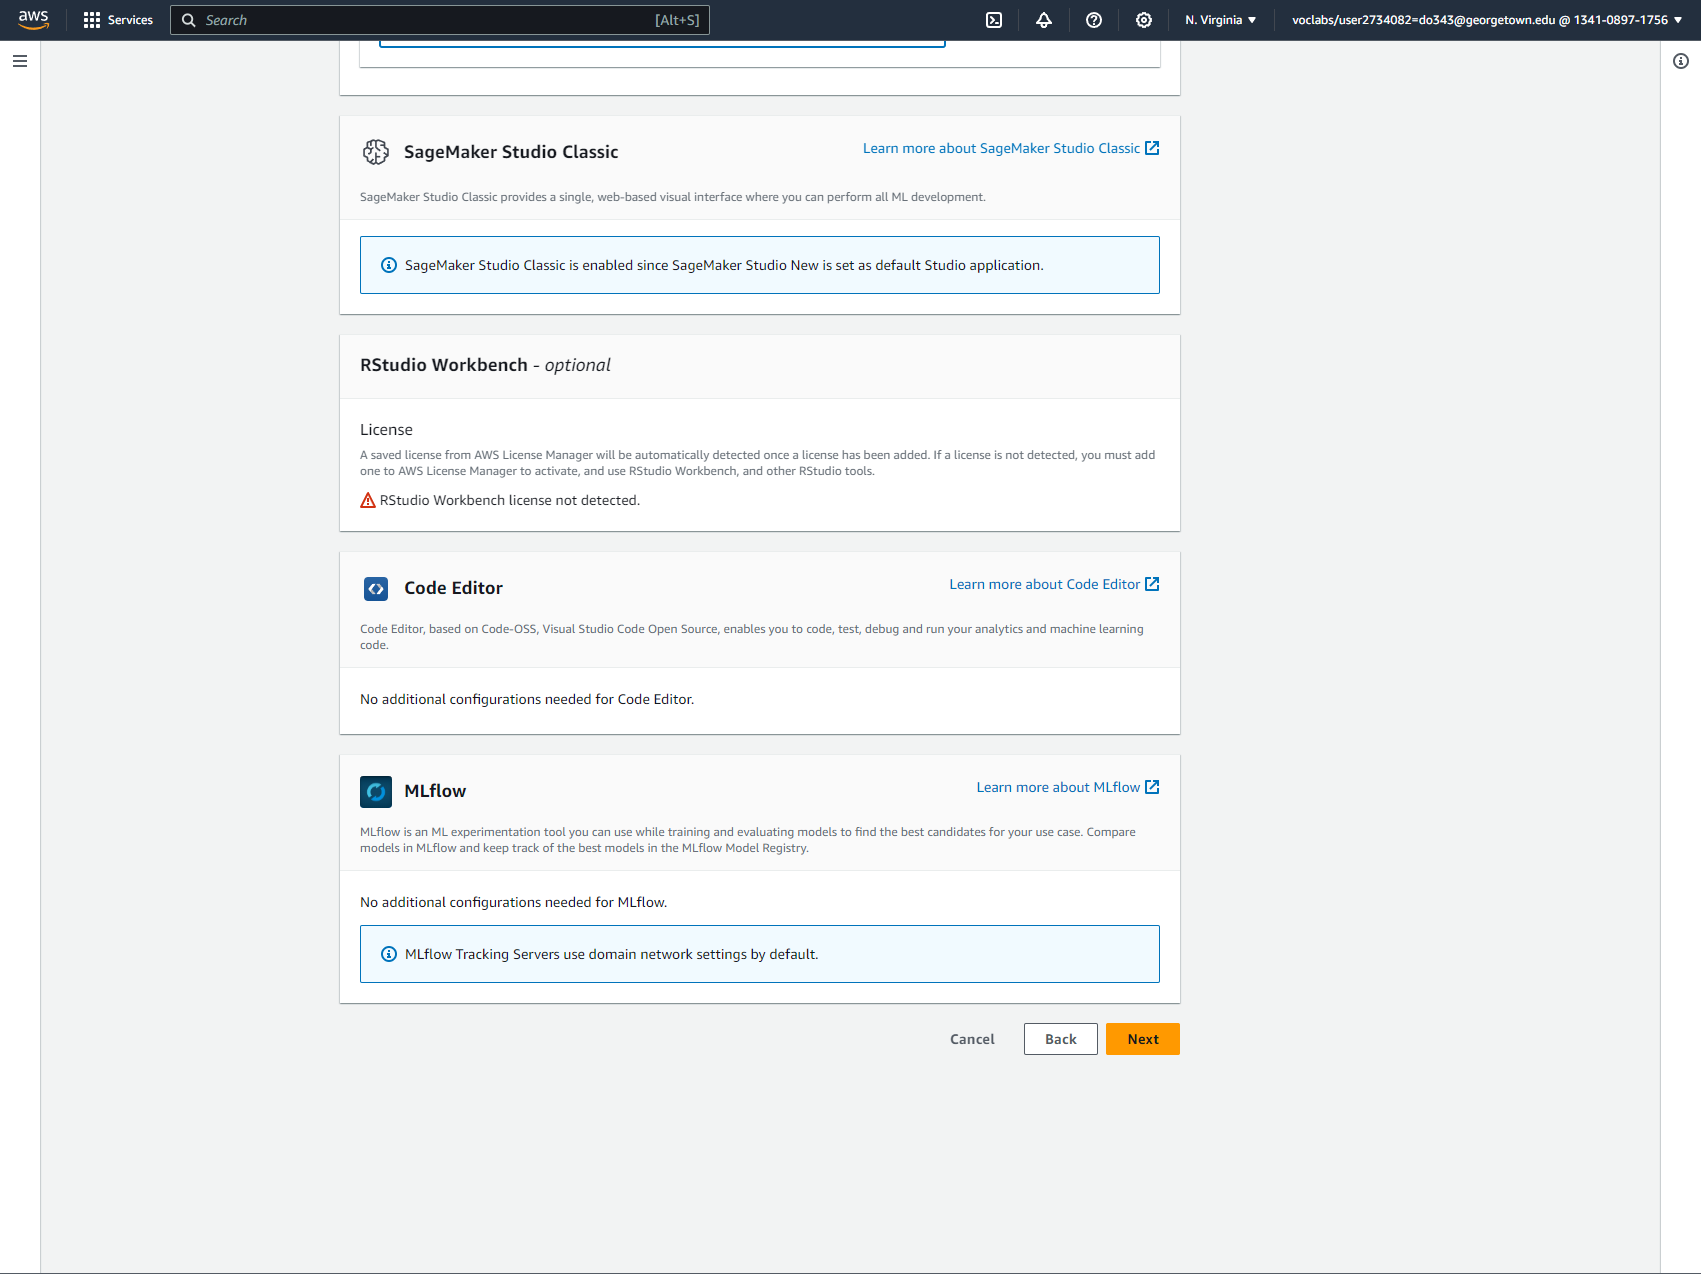 aws
Services
Search
[Alt+S]
N. Virginia
voclabs/user2734082=do343@georgetown.edu @ 1341-0897-1756
SageMaker Studio Classic
Learn more about SageMaker Studio Classic
SageMaker Studio Classic provides a single, web-based visual interface where you can perform all ML development.
SageMaker Studio Classic is enabled since SageMaker Studio New is set as default Studio application.
RStudio Workbench - optional
License
A saved license from AWS License Manager will be automatically detected once a license has been added. If a license is not detected, you must add
one to AWS License Manager to activate, and use RStudio Workbench, and other RStudio tools.
RStudio Workbench license not detected.
Code Editor
Learn more about Code Editor
Code Editor, based on Code-OSS, Visual Studio Code Open Source, enables you to code, test, debug and run your analytics and machine learning
code.
No additional configurations needed for Code Editor.
MLflow
Learn more about MLflow
MLflow is an ML experimentation tool you can use while training and evaluating models to find the best candidates for your use case. Compare
models in MLflow and keep track of the best models in the MLflow Model Registry.
No additional configurations needed for MLflow.
MLflow Tracking Servers use domain network settings by default.
Cancel
Back
Next